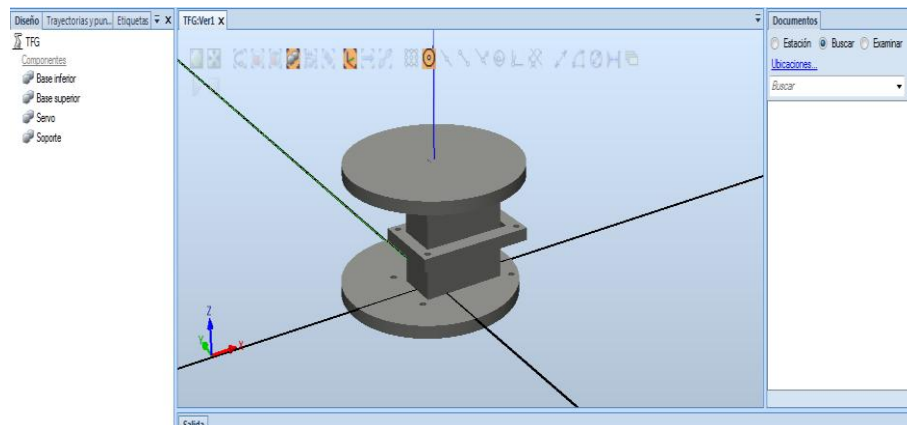 Diseño Trayectorias y pun... Etiquetas X
TFG
Componentes
Base inferior
Base superior
Servo
Soporte
TFG:Ver1 X
Z
Y
X
Documentos
Estación Buscar Examinar
Ubicaciones...
Buscar
Salida